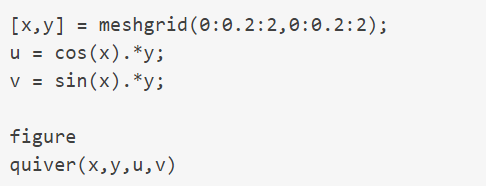 [x,y] = meshgrid(0:0.2:2,0:0.2:2);
u = cos(x).*y;
v = sin(x).*y;
figure
quiver(x,y,u,v)